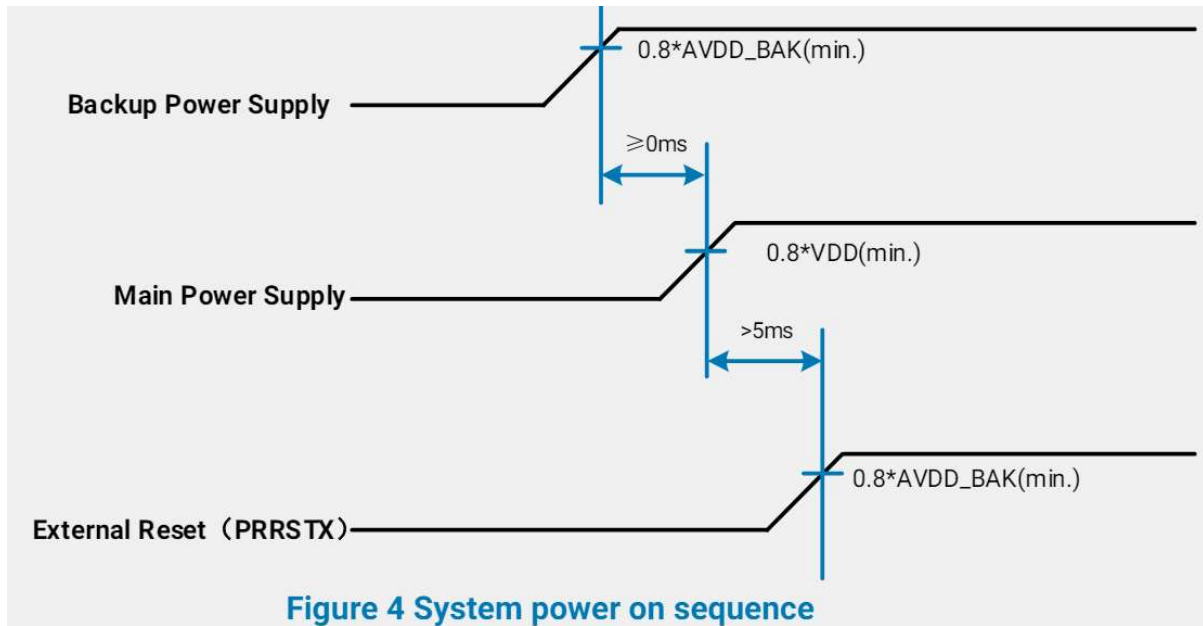 0.8*AVDD_BAK(min.)
Backup Power Supply
≥0ms
0.8*VDD(min.)
Main Power Supply
>5ms
0.8*AVDD_BAK(min.)
External Reset（PRRSTX）
Figure 4 System power on sequence